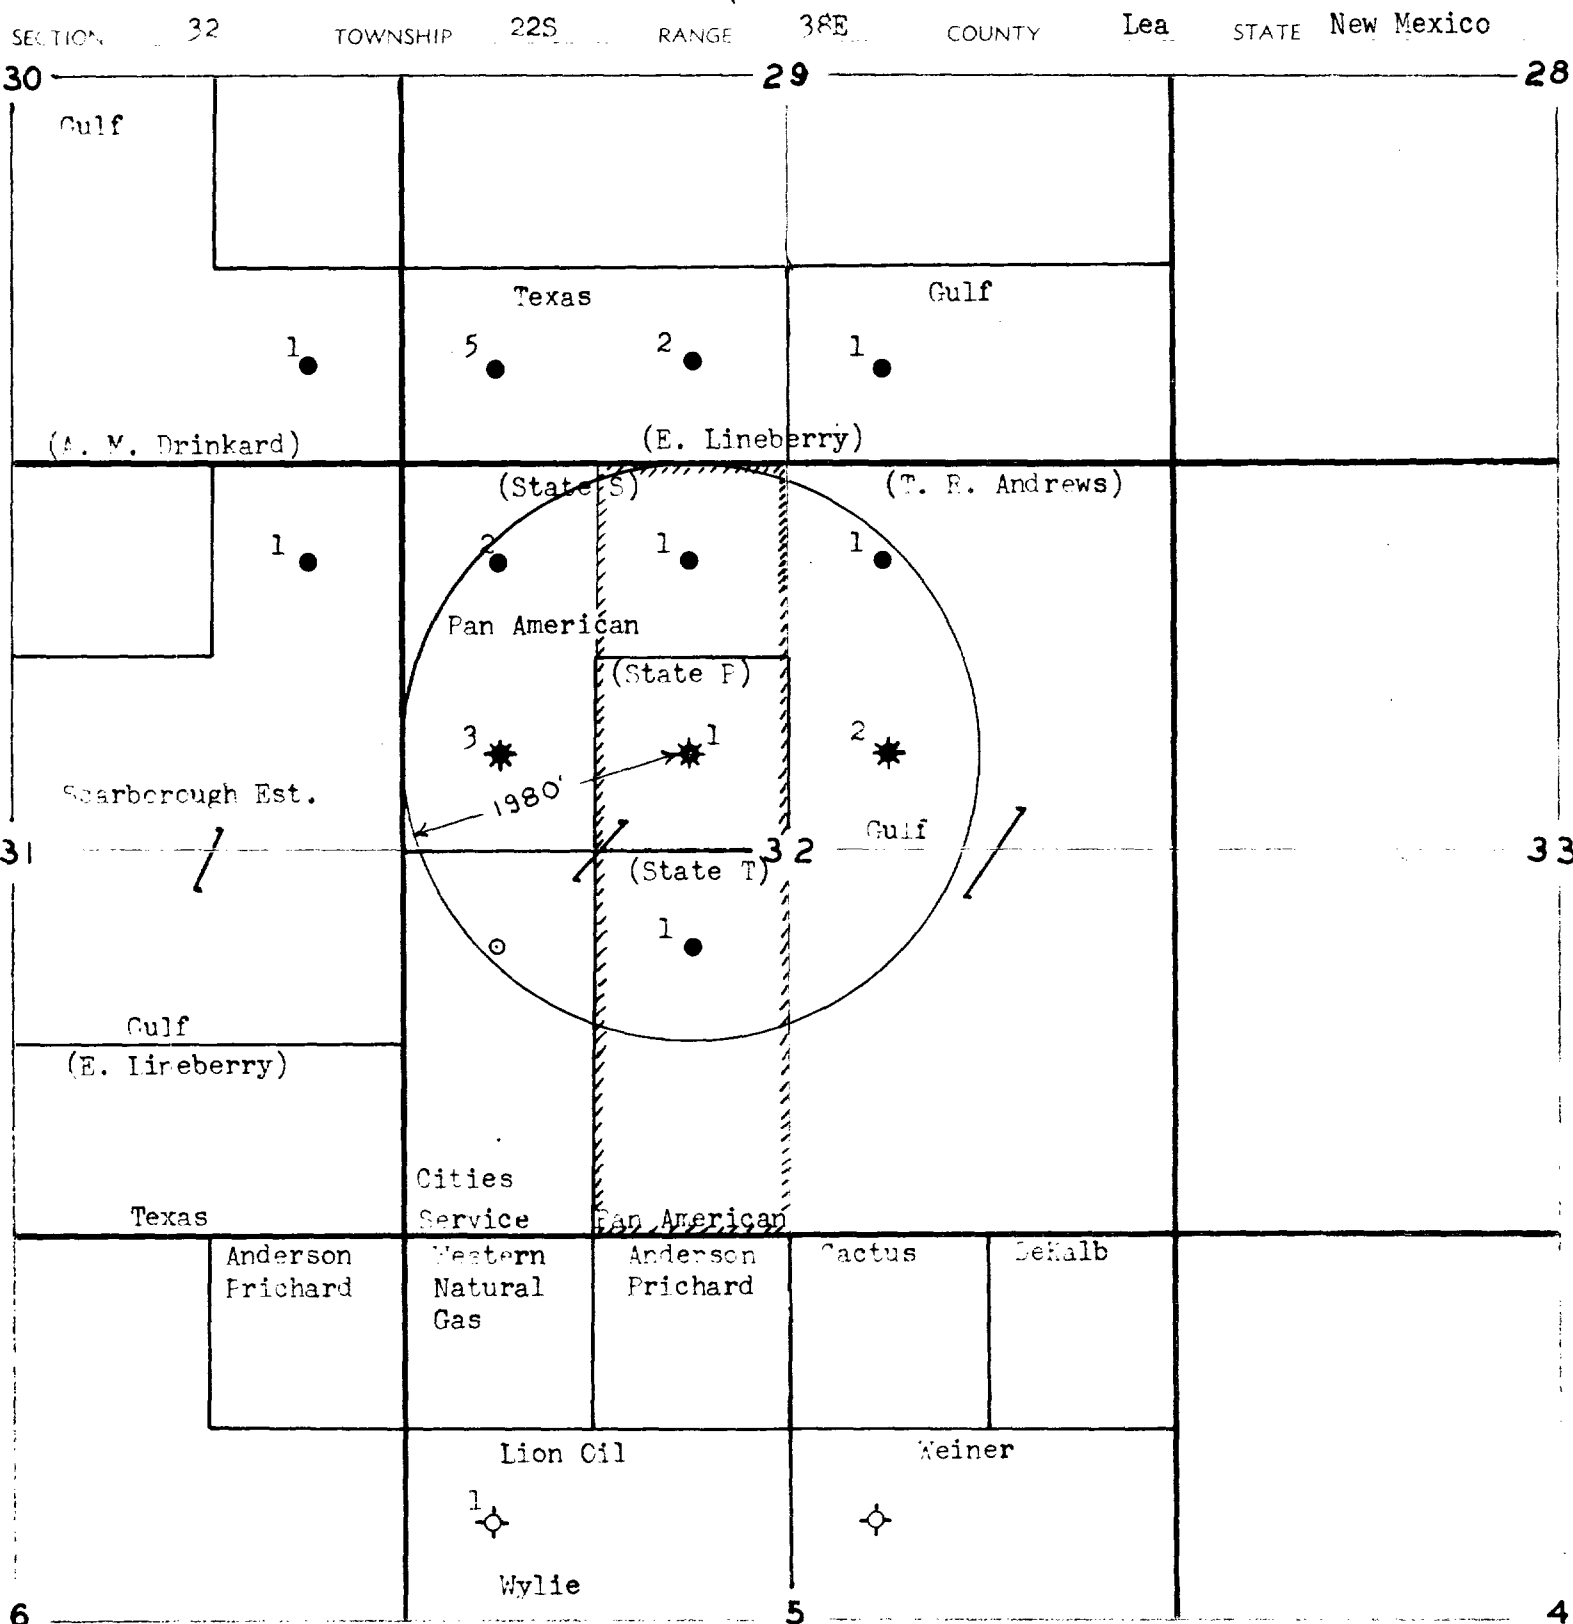 SECTION 32 TOWNSHIP 22S RANGE 38E COUNTY Lea STATE New Mexico
30 29 28
Gulf
Texas Gulf
1 5 2 1
(A. M. Drinkard) (E. Lineberry)
(State S) (T. R. Andrews)
1 2 1 1
Pan American
(State P)
3 1 2
1980'
Scarborough Est.
Gulf
31 32 33
(State T)
1
Gulf
(E. Lineberry)
Cities
Texas Service Pan American
Anderson Western Anderson Cactus DeKalb
Prichard Natural Prichard
Gas
Lion Oil Weiner
1
Wylie
6 5 4